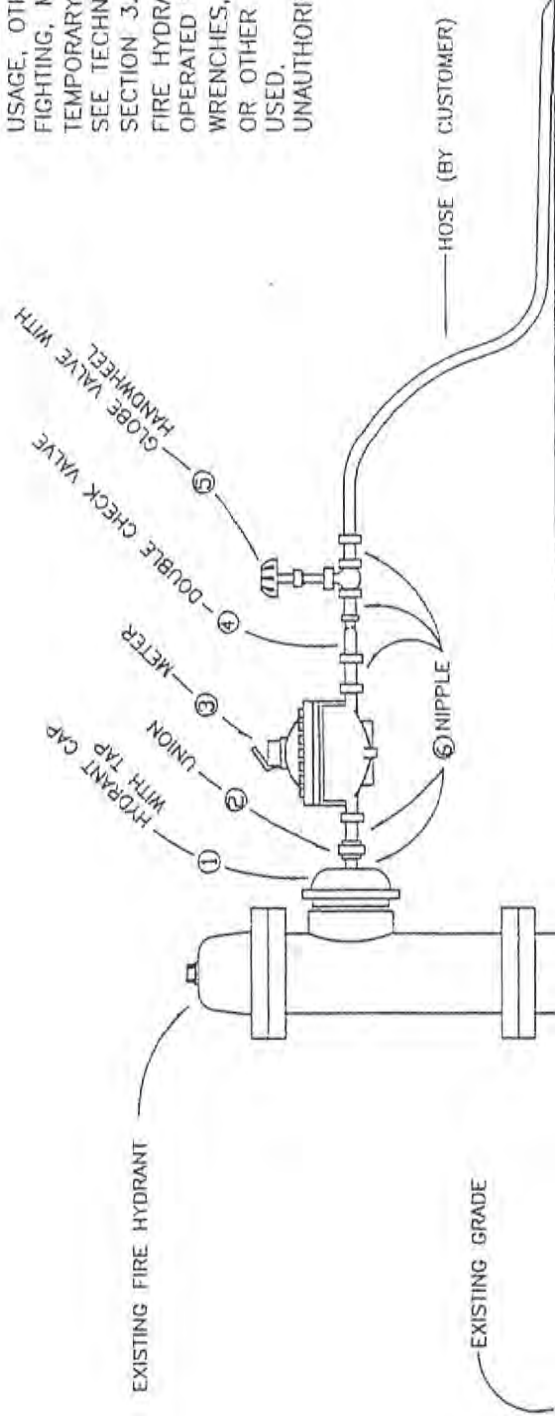 USAGE, OT
FIGHTING, M
TEMPORARY
SEE TECHN
SECTION 3.
FIRE HYDRA
OPERATED
WRENCHES,
OR OTHER
USED.
UNAUTHORI
EXISTING FIRE HYDRANT
①
HYDRANT CAP
WITH TAP
②
UNION
③
METER
④
DOUBLE CHECK VALVE
⑤
GLOBE VALVE WITH
HANDWHEEL
HOSE (BY CUSTOMER)
⑥ NIPPLE
EXISTING GRADE